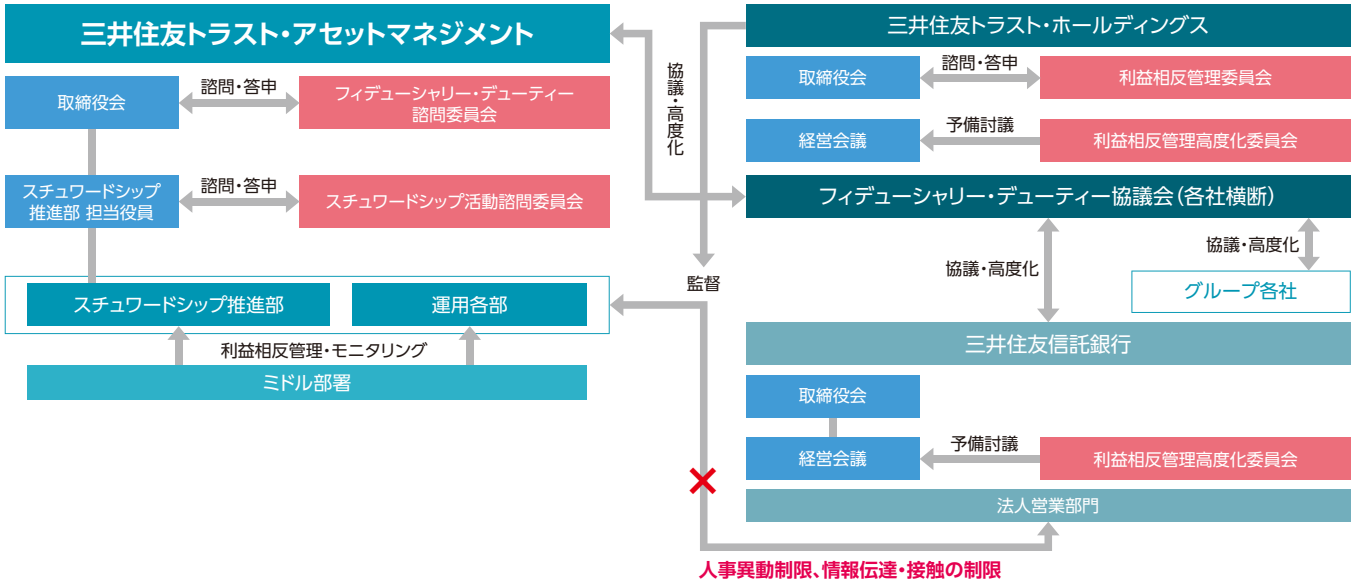 三井住友トラスト・アセットマネジメント
取締役会
諮問・答申
フィデューシャリー・デューティー
諮問委員会
スチュワードシップ
推進部 担当役員
諮問・答申
スチュワードシップ活動諮問委員会
スチュワードシップ推進部
運用各部
利益相反管理・モニタリング
ミドル部署
協議・高度化
監督
三井住友トラスト・ホールディングス
取締役会
諮問・答申
利益相反管理委員会
経営会議
予備討議
利益相反管理高度化委員会
フィデューシャリー・デューティー協議会(各社横断)
協議・高度化
協議・高度化
グループ各社
三井住友信託銀行
取締役会
経営会議
予備討議
利益相反管理高度化委員会
法人営業部門
人事異動制限、情報伝達・接触の制限